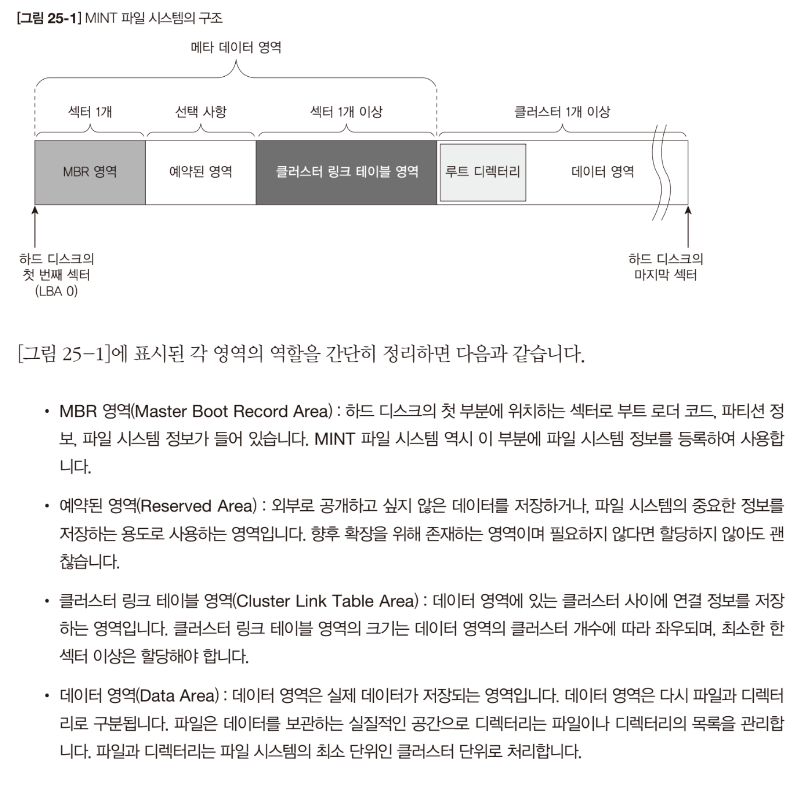 [그림 25-1] MINT 파일 시스템의 구조
메타 데이터 영역
섹터 1개
선택 사항
섹터 1개 이상
클러스터 1개 이상
MBR 영역
예약된 영역
클러스터 링크 테이블 영역
루트 디렉터리
데이터 영역
하드 디스크의
첫 번째 섹터
(LBA 0)
하드 디스크의
마지막 섹터
[그림 25-1]에 표시된 각 영역의 역할을 간단히 정리하면 다음과 같습니다.
• MBR 영역(Master Boot Record Area) : 하드 디스크의 첫 부분에 위치하는 섹터로 부트 로더 코드, 파티션 정
보, 파일 시스템 정보가 들어 있습니다. MINT 파일 시스템 역시 이 부분에 파일 시스템 정보를 등록하여 사용합
니다.
• 예약된 영역(Reserved Area) : 외부로 공개하고 싶지 않은 데이터를 저장하거나, 파일 시스템의 중요한 정보를
저장하는 용도로 사용하는 영역입니다. 향후 확장을 위해 존재하는 영역이며 필요하지 않다면 할당하지 않아도 괜
찮습니다.
• 클러스터 링크 테이블 영역(Cluster Link Table Area) : 데이터 영역에 있는 클러스터 사이에 연결 정보를 저장
하는 영역입니다. 클러스터 링크 테이블 영역의 크기는 데이터 영역의 클러스터 개수에 따라 좌우되며, 최소한 한
섹터 이상은 할당해야 합니다.
• 데이터 영역(Data Area) : 데이터 영역은 실제 데이터가 저장되는 영역입니다. 데이터 영역은 다시 파일과 디렉터
리로 구분됩니다. 파일은 데이터를 보관하는 실질적인 공간으로 디렉터리는 파일이나 디렉터리의 목록을 관리합
니다. 파일과 디렉터리는 파일 시스템의 최소 단위인 클러스터 단위로 처리합니다.